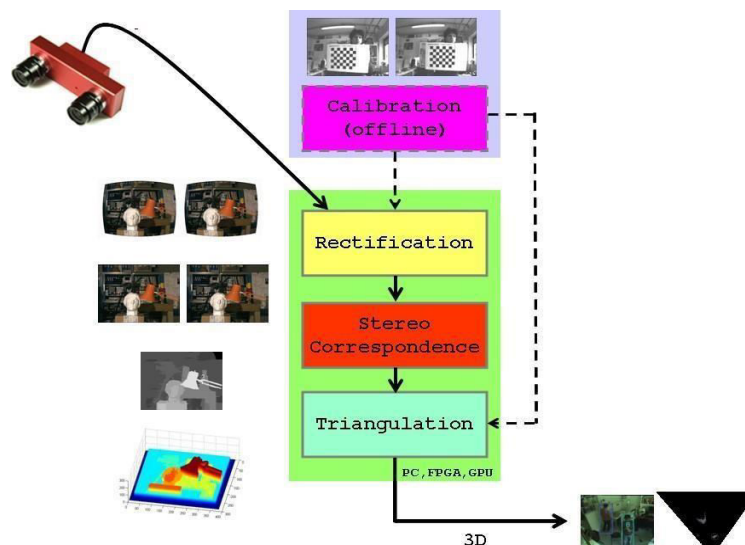 Calibration
(offline)
Rectification
Stereo
Correspondence
Triangulation
PC,FPGA,GPU
3D